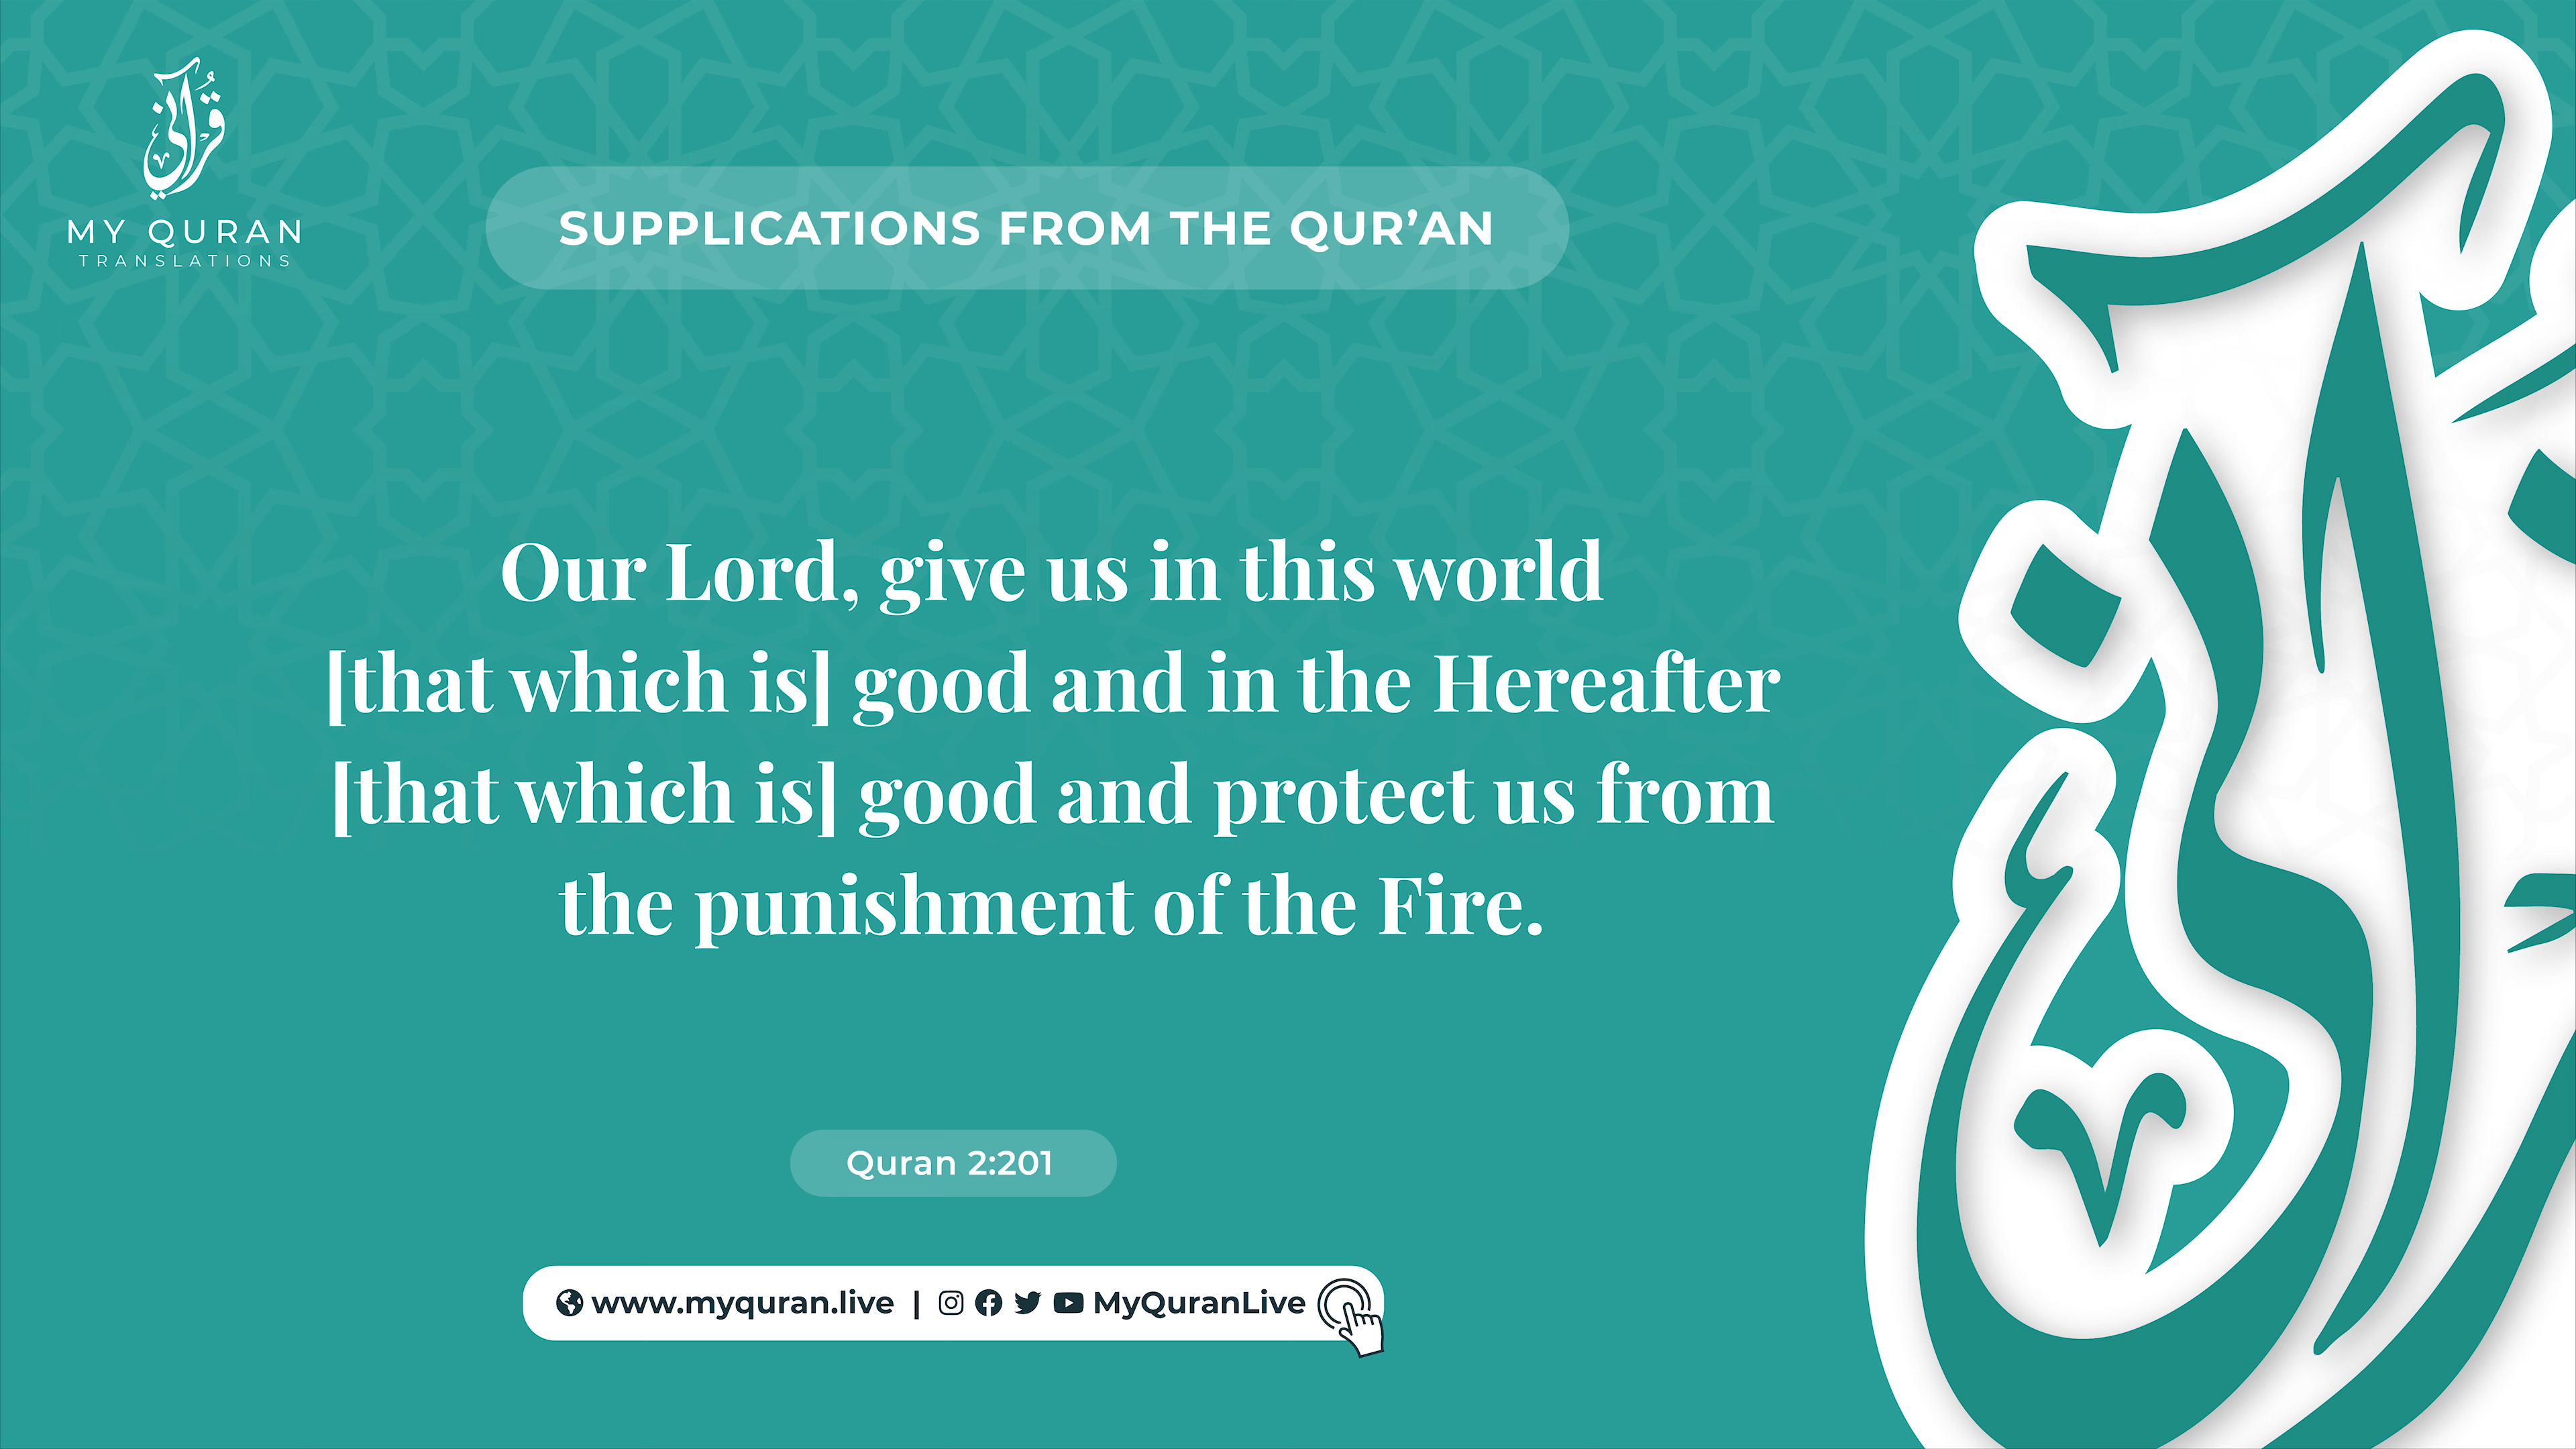 قُرآني
MY QURAN
TRANSLATIONS
SUPPLICATIONS FROM THE QUR’AN
Our Lord, give us in this world
[that which is] good and in the Hereafter
[that which is] good and protect us from
the punishment of the Fire.
Quran 2:201
www.myquran.live | MyQuranLive